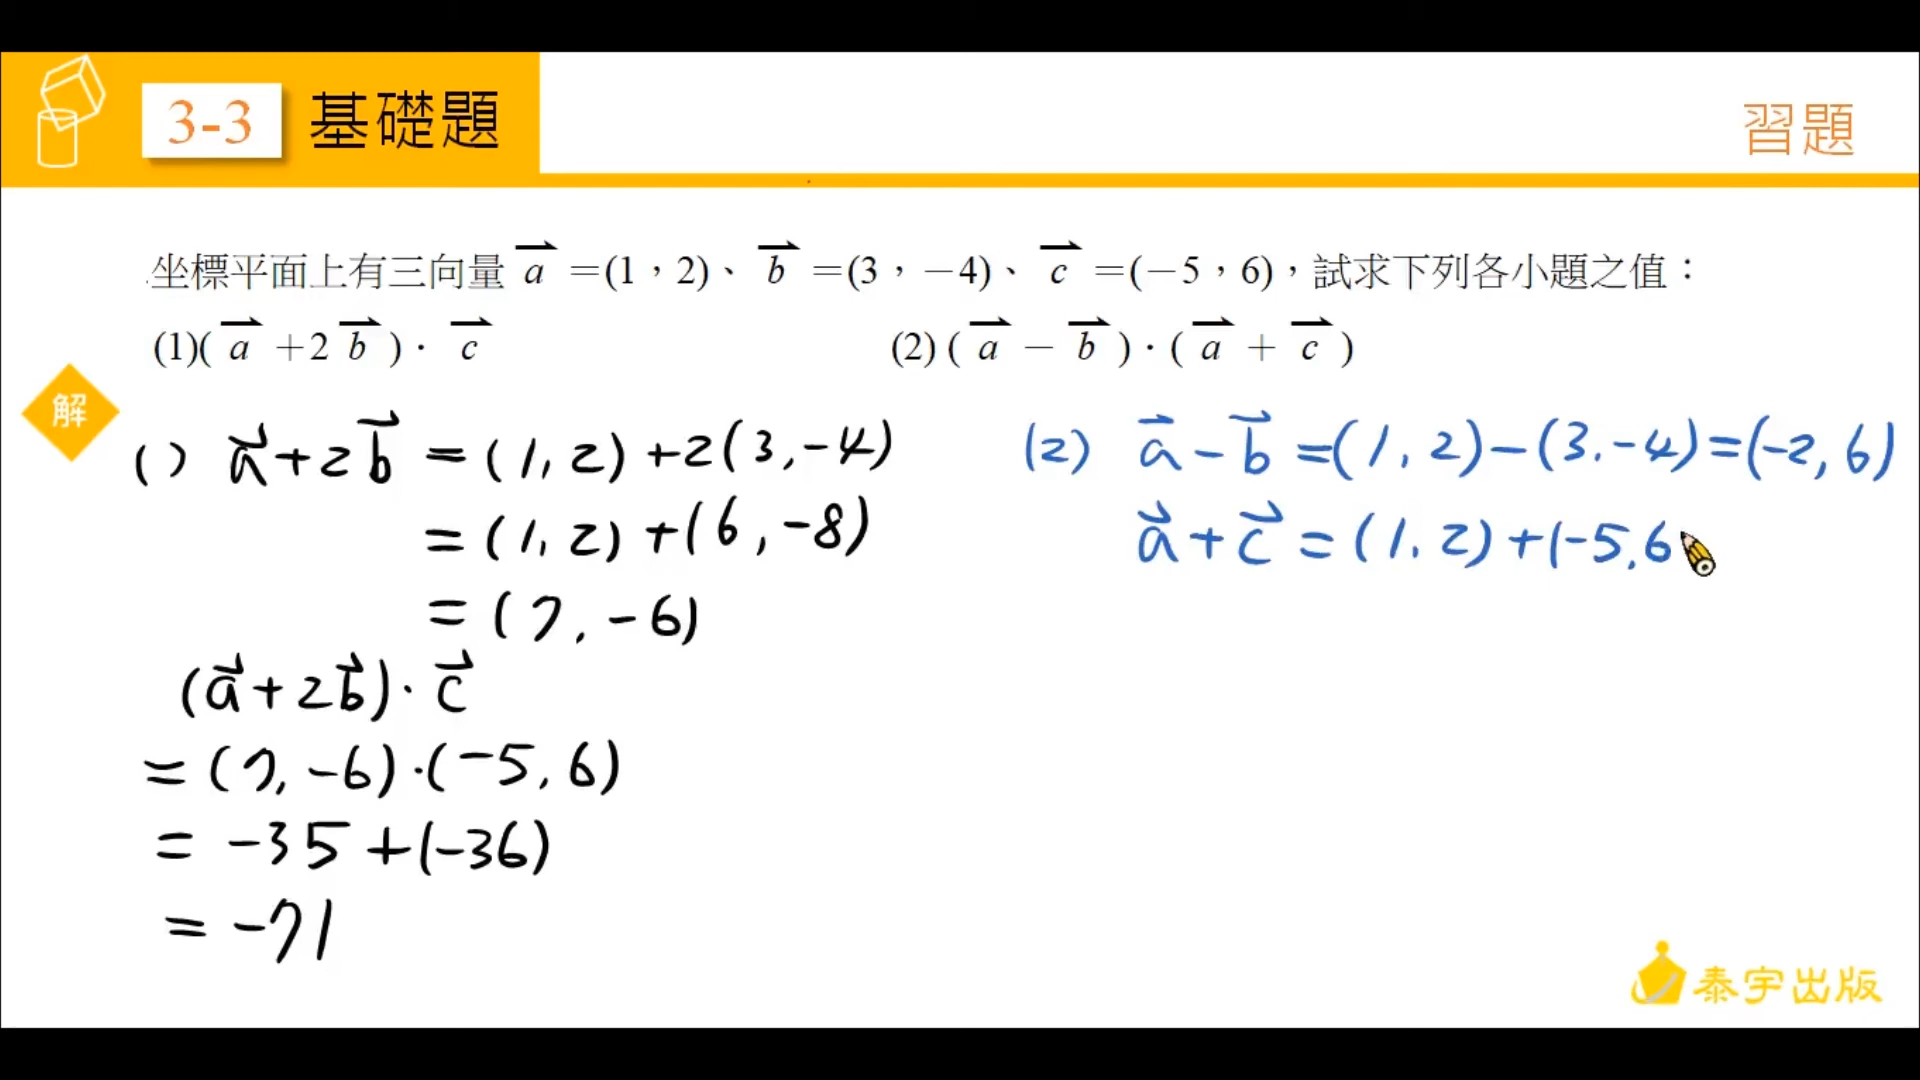 3-3 基礎題
習題
坐標平面上有三向量 a⃗ =(1，2)、 b⃗ =(3，−4)、 c⃗ =(−5，6)，試求下列各小題之值：
(1)( a⃗ +2 b⃗ )· c⃗
(2) ( a⃗ − b⃗ )·( a⃗ + c⃗ )
解
( ) a⃗+2b⃗ = (1, 2) +2(3, -4)
= (1, 2) +(6, -8)
= (7, -6)
(a⃗+2b⃗)·c⃗
= (7, -6)·(-5, 6)
= -35+(-36)
= -71
(2) a⃗-b⃗ =(1, 2)-(3.-4)=(-2, 6)
a⃗+c⃗ = (1, 2)+(-5,6
泰宇出版